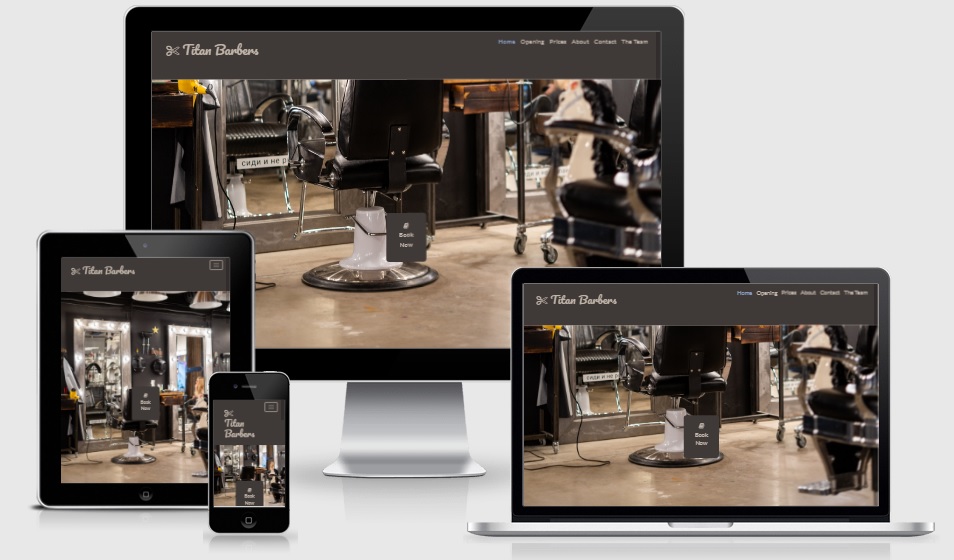 Titan Barbers
Home Opening Prices About Contact The Team
сиди и не р
Book
Now
Titan Barbers
Book
Now
Titan
Barbers
Book
Now
Titan Barbers
Home Opening Prices About Contact The Team
сиди и не р
Book
Now